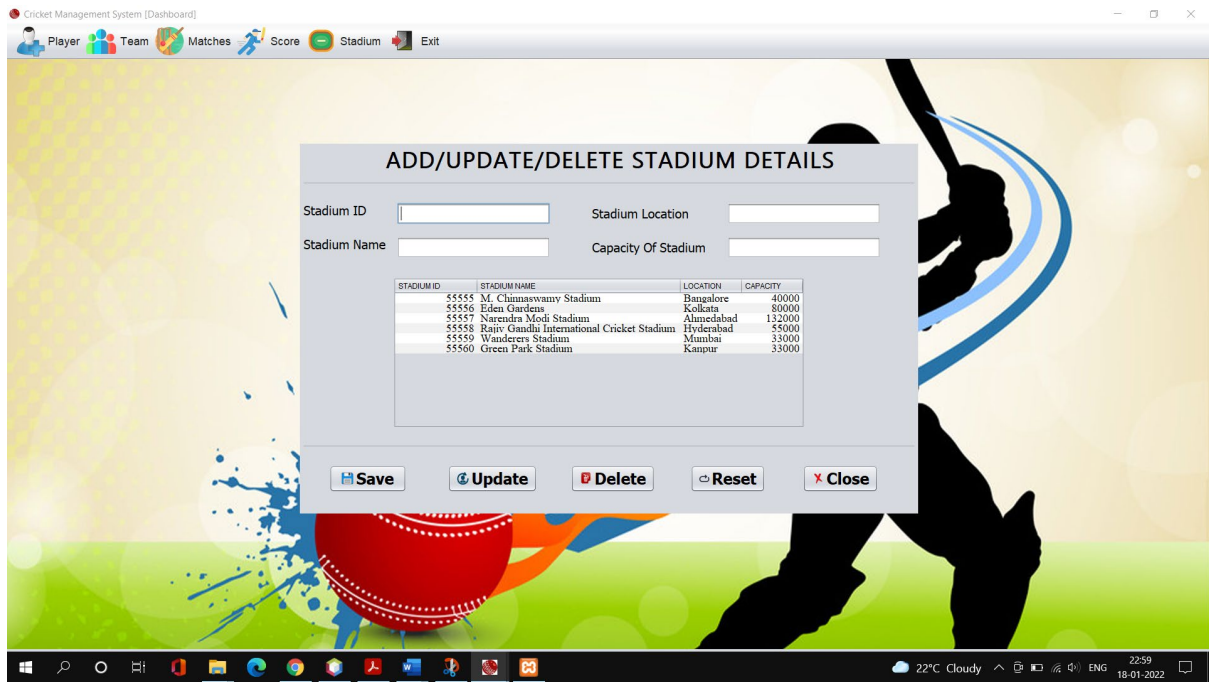 Cricket Management System [Dashboard]
Player Team Matches Score Stadium Exit
ADD/UPDATE/DELETE STADIUM DETAILS
Stadium ID Stadium Location
Stadium Name Capacity Of Stadium
STADIUM ID STADIUM NAME LOCATION CAPACITY
55555 M. Chinnaswamy Stadium Bangalore 40000
55556 Eden Gardens Kolkata 80000
55557 Narendra Modi Stadium Ahmedabad 132000
55558 Rajiv Gandhi International Cricket Stadium Hyderabad 55000
55559 Wanderers Stadium Mumbai 33000
55560 Green Park Stadium Kanpur 33000
Save Update Delete Reset Close
22°C Cloudy ENG 22:59
18-01-2022